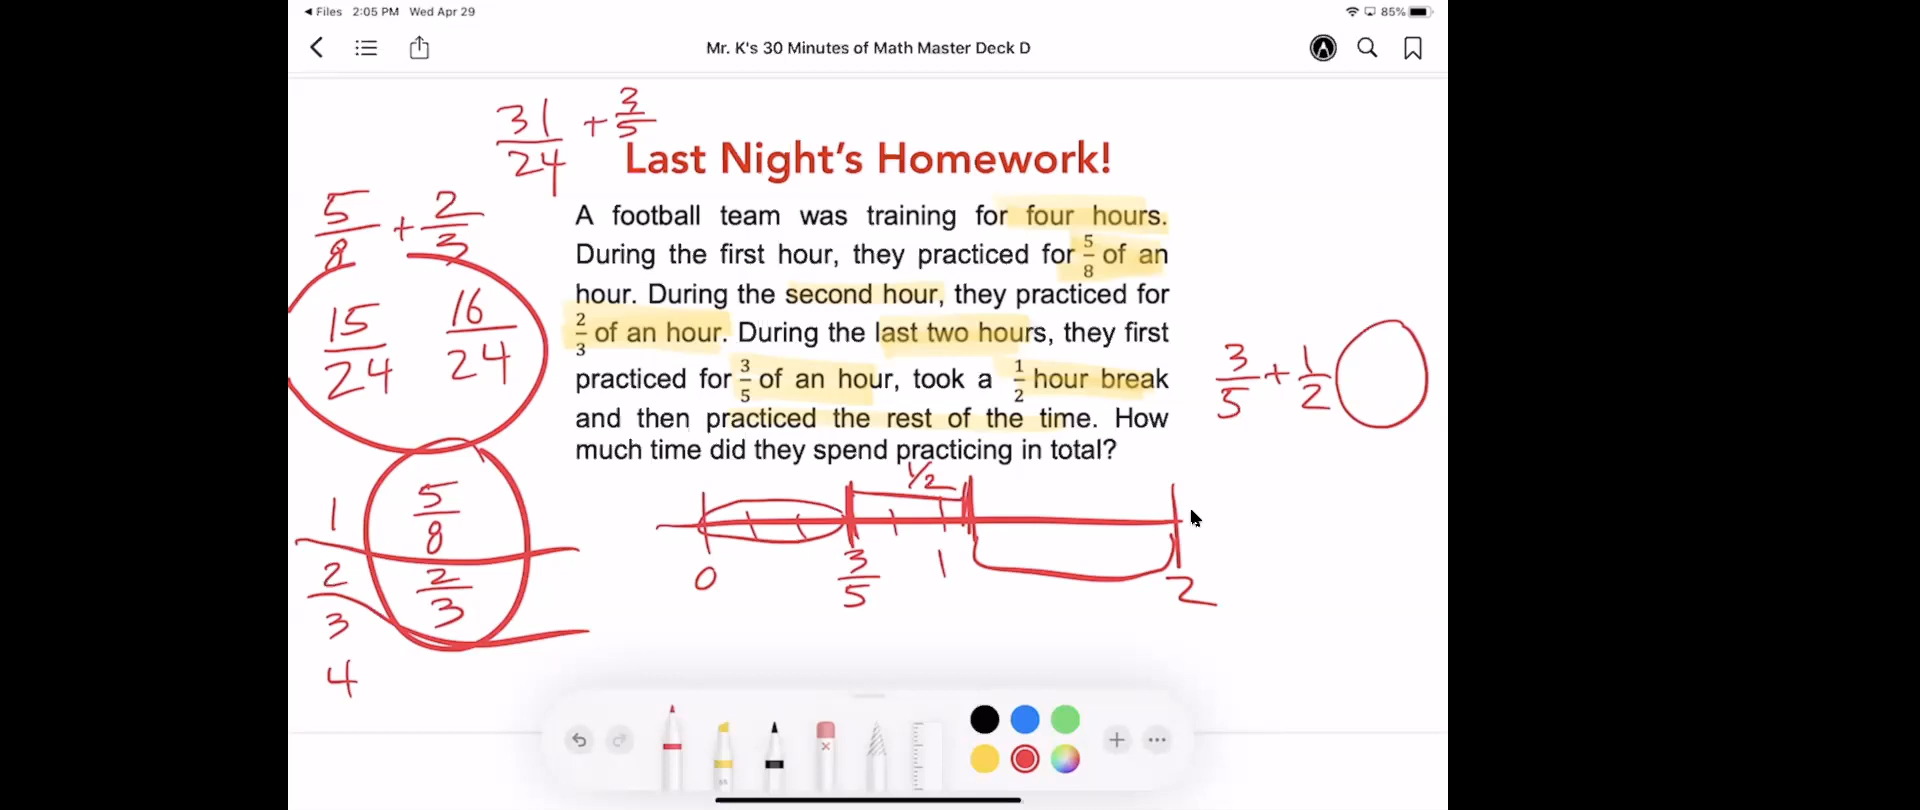 Files 2:05 PM Wed Apr 29
85%
Mr. K's 30 Minutes of Math Master Deck D
31/24 + 3/5
Last Night's Homework!
5/8 + 2/3
15/24 16/24
A football team was training for four hours.
During the first hour, they practiced for 5/8 of an
hour. During the second hour, they practiced for
2/3 of an hour. During the last two hours, they first
practiced for 3/5 of an hour, took a 1/2 hour break
and then practiced the rest of the time. How
much time did they spend practicing in total?
3/5 + 1/2
1 5/8
2 2/3
3
4
1/2
0 3/5 1 2